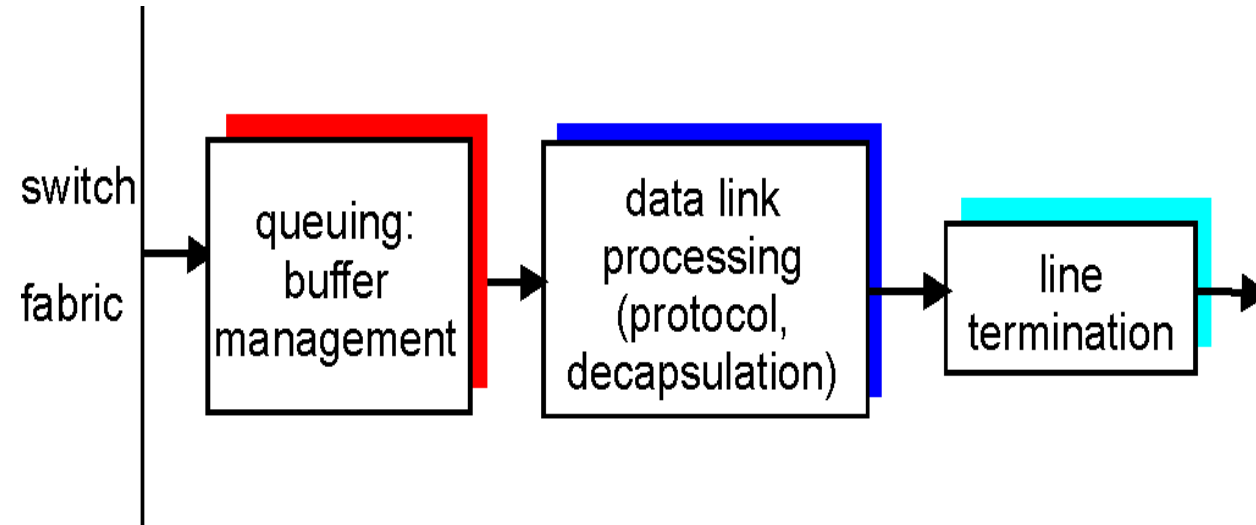 switch
fabric
queuing:
buffer
management
data link
processing
(protocol,
decapsulation)
line
termination